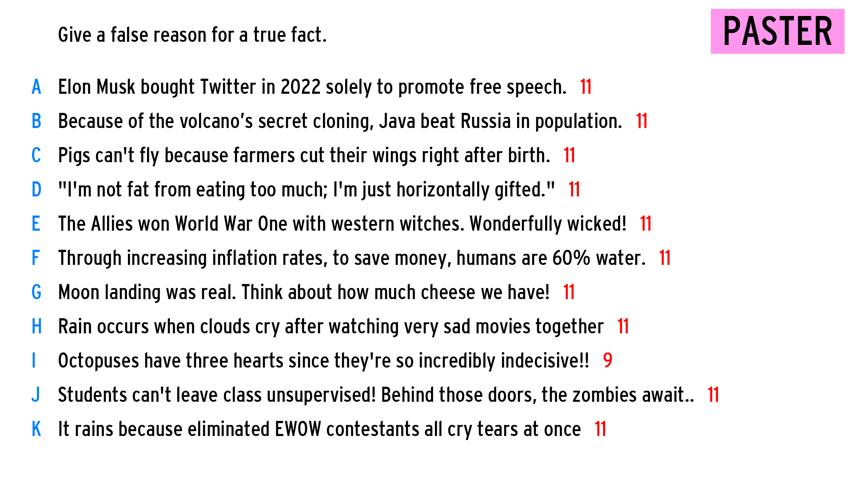 Give a false reason for a true fact.
PASTER
A Elon Musk bought Twitter in 2022 solely to promote free speech. 11
B Because of the volcano's secret cloning, Java beat Russia in population. 11
C Pigs can't fly because farmers cut their wings right after birth. 11
D "I'm not fat from eating too much; I'm just horizontally gifted." 11
E The Allies won World War One with western witches. Wonderfully wicked! 11
F Through increasing inflation rates, to save money, humans are 60% water. 11
G Moon landing was real. Think about how much cheese we have! 11
H Rain occurs when clouds cry after watching very sad movies together 11
I Octopuses have three hearts since they're so incredibly indecisive!! 9
J Students can't leave class unsupervised! Behind those doors, the zombies await.. 11
K It rains because eliminated EWOW contestants all cry tears at once 11